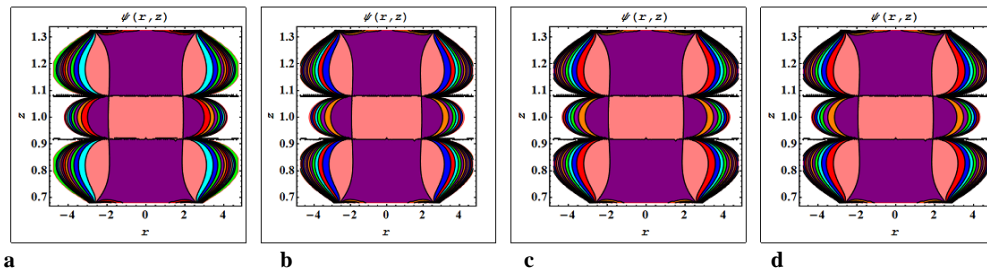 ψ(r,z) ψ(r,z) ψ(r,z) ψ(r,z)
1.3 1.3 1.3 1.3
1.2 1.2 1.2 1.2
1.1 1.1 1.1 1.1
z 1.0 z 1.0 z 1.0 z 1.0
0.9 0.9 0.9 0.9
0.8 0.8 0.8 0.8
0.7 0.7 0.7 0.7
−4 −2 0 2 4 −4 −2 0 2 4 −4 −2 0 2 4 −4 −2 0 2 4
r r r r
a b c d